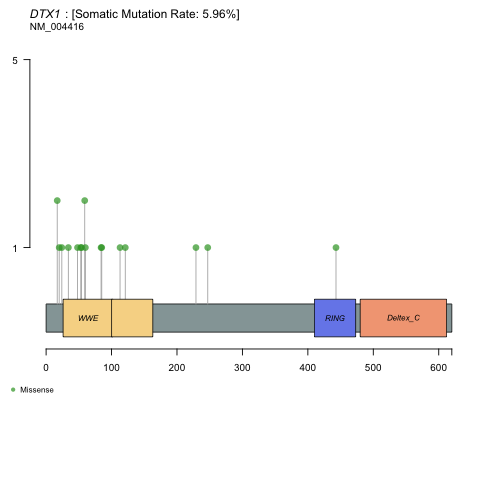 DTX1 : [Somatic Mutation Rate: 5.96%]
NM_004416
5
1
WWE
RING
Deltex_C
0 100 200 300 400 500 600
Missense